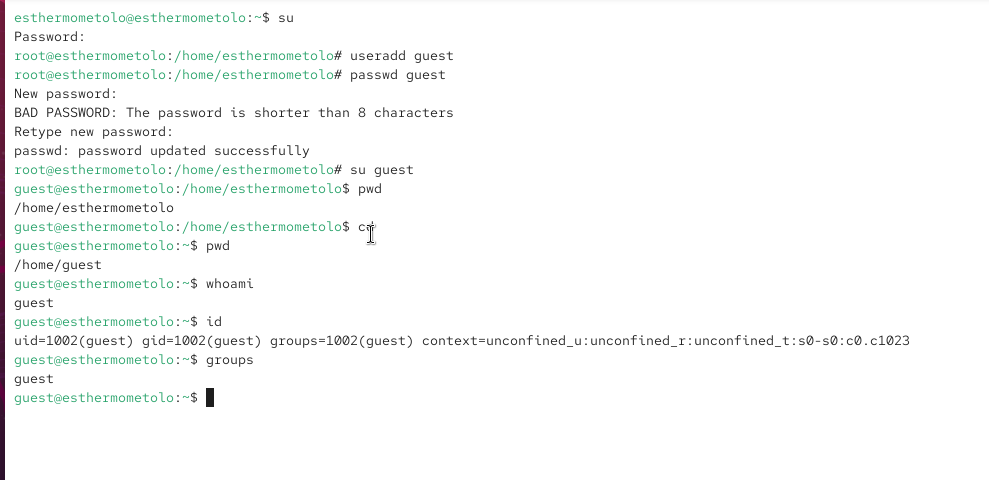 esthermometolo@esthermometolo:~$ su
Password:
root@esthermometolo:/home/esthermometolo# useradd guest
root@esthermometolo:/home/esthermometolo# passwd guest
New password:
BAD PASSWORD: The password is shorter than 8 characters
Retype new password:
passwd: password updated successfully
root@esthermometolo:/home/esthermometolo# su guest
guest@esthermometolo:/home/esthermometolo$ pwd
/home/esthermometolo
guest@esthermometolo:/home/esthermometolo$ cd
guest@esthermometolo:~$ pwd
/home/guest
guest@esthermometolo:~$ whoami
guest
guest@esthermometolo:~$ id
uid=1002(guest) gid=1002(guest) groups=1002(guest) context=unconfined_u:unconfined_r:unconfined_t:s0-s0:c0.c1023
guest@esthermometolo:~$ groups
guest
guest@esthermometolo:~$